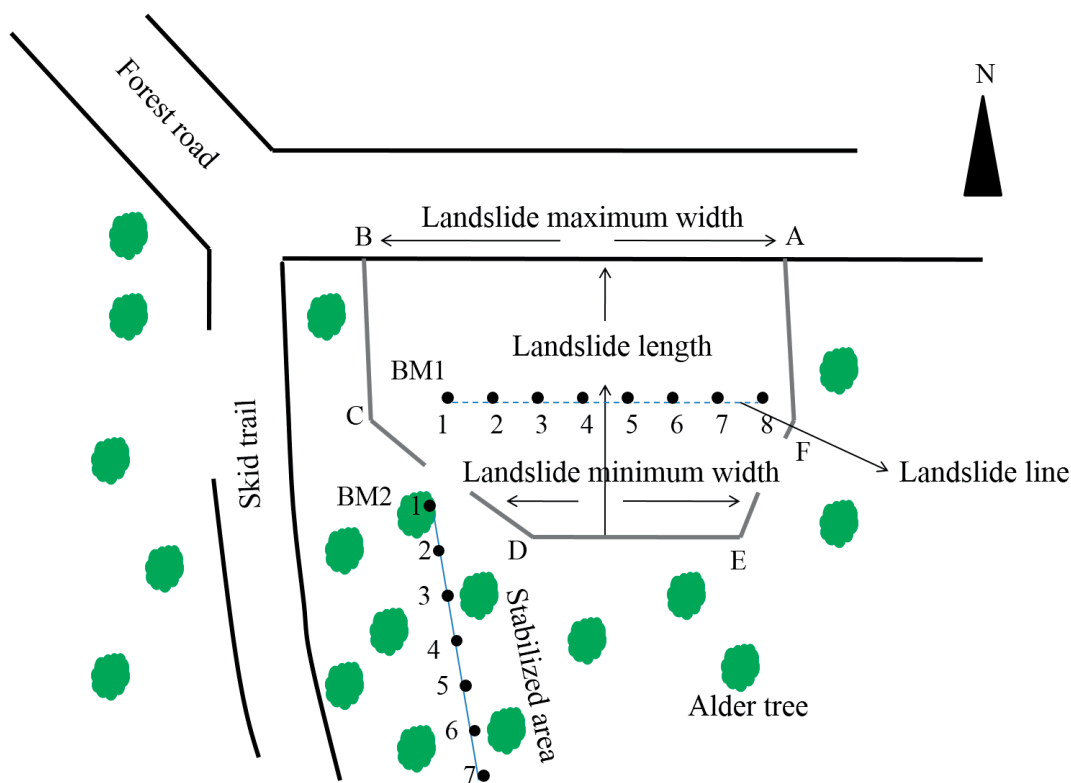 N
Forest road
Landslide maximum width
B
A
Landslide length
BM1
1 2 3 4 5 6 7 8
C
F
Landslide minimum width
Landslide line
Skid trail
BM2
1
D
E
2
3
4
5
6
7
Stabilized area
Alder tree